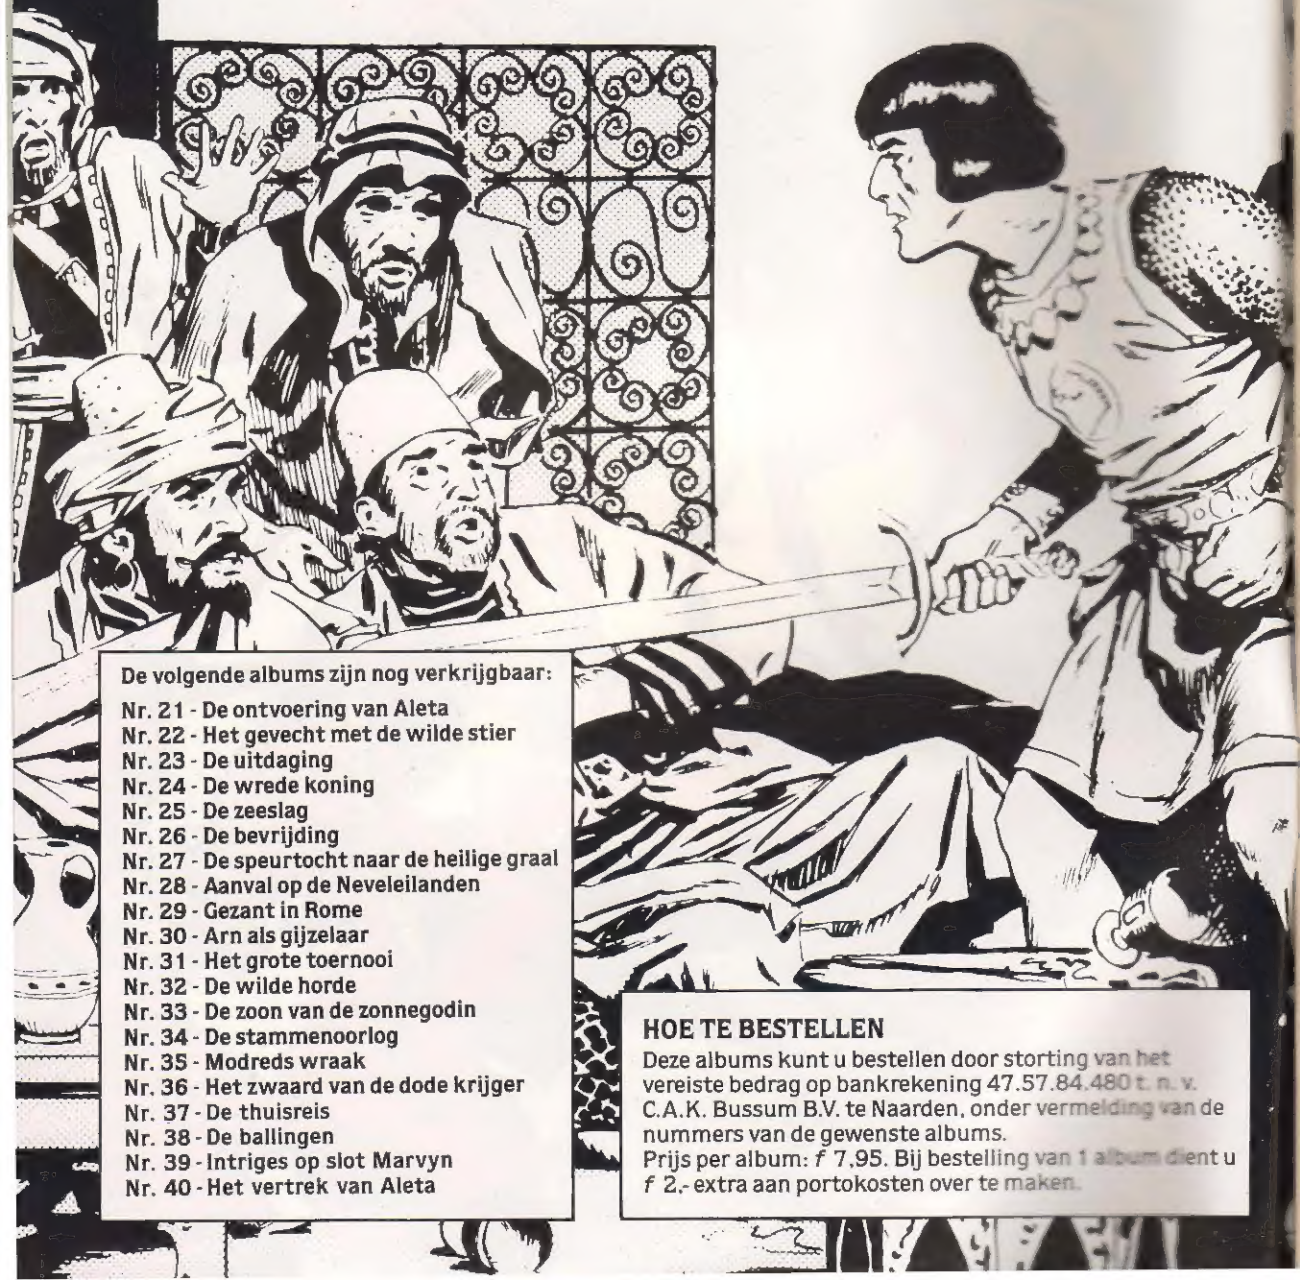 De volgende albums zijn nog verkrijgbaar:
Nr. 21 - De ontvoering van Aleta
Nr. 22 - Het gevecht met de wilde stier
Nr. 23 - De uitdaging
Nr. 24 - De wrede koning
Nr. 25 - De zeeslag
Nr. 26 - De bevrijding
Nr. 27 - De speurtocht naar de heilige graal
Nr. 28 - Aanval op de Neveleilanden
Nr. 29 - Gezant in Rome
Nr. 30 - Arn als gijzelaar
Nr. 31 - Het grote toernooi
Nr. 32 - De wilde horde
Nr. 33 - De zoon van de zonnegodin
Nr. 34 - De stammenoorlog
Nr. 35 - Modreds wraak
Nr. 36 - Het zwaard van de dode krijger
Nr. 37 - De thuisreis
Nr. 38 - De ballingen
Nr. 39 - Intriges op slot Marvyn
Nr. 40 - Het vertrek van Aleta
HOE TE BESTELLEN
Deze albums kunt u bestellen door storting van het
vereiste bedrag op bankrekening 47.57.84.480 t. n. v.
C.A.K. Bussum B.V. te Naarden, onder vermelding van de
nummers van de gewenste albums.
Prijs per album: f 7,95. Bij bestelling van 1 album dient u
f 2,- extra aan portokosten over te maken.